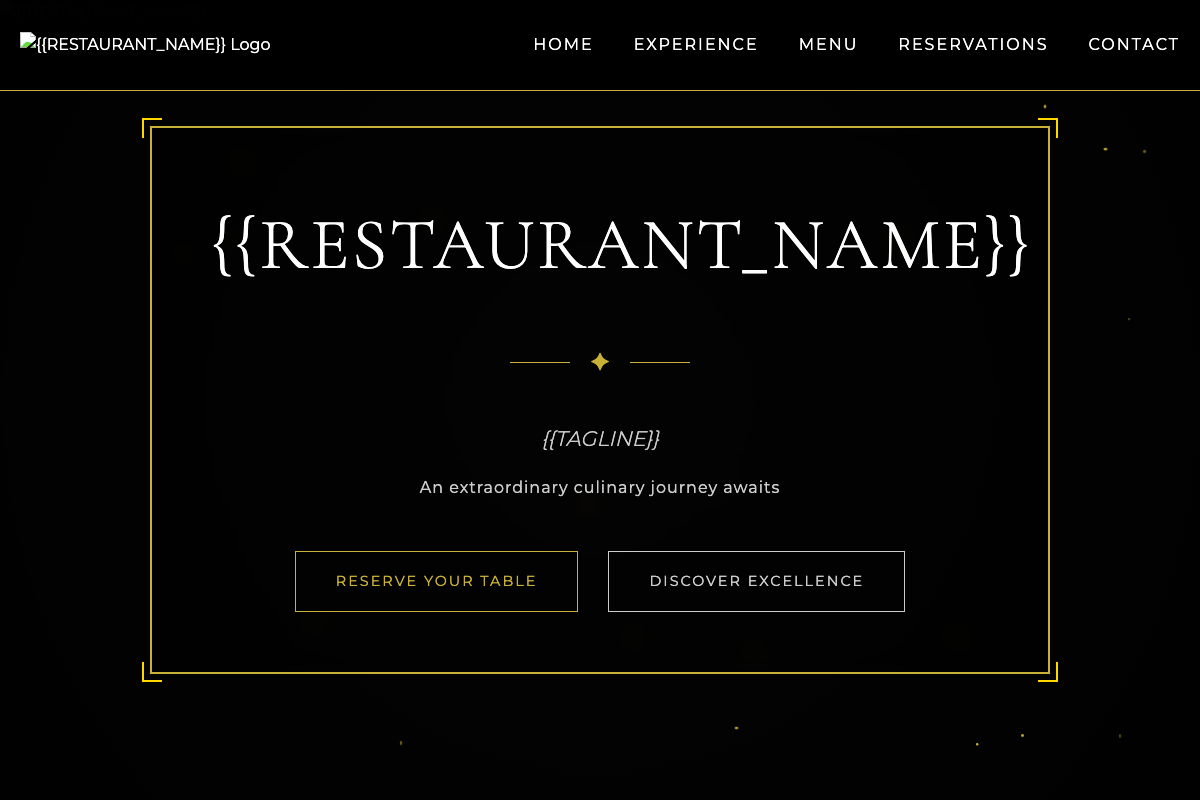 {{RESTAURANT_NAME}} Logo
HOME EXPERIENCE MENU RESERVATIONS CONTACT
{{RESTAURANT_NAME}}
{{TAGLINE}}
An extraordinary culinary journey awaits
RESERVE YOUR TABLE DISCOVER EXCELLENCE